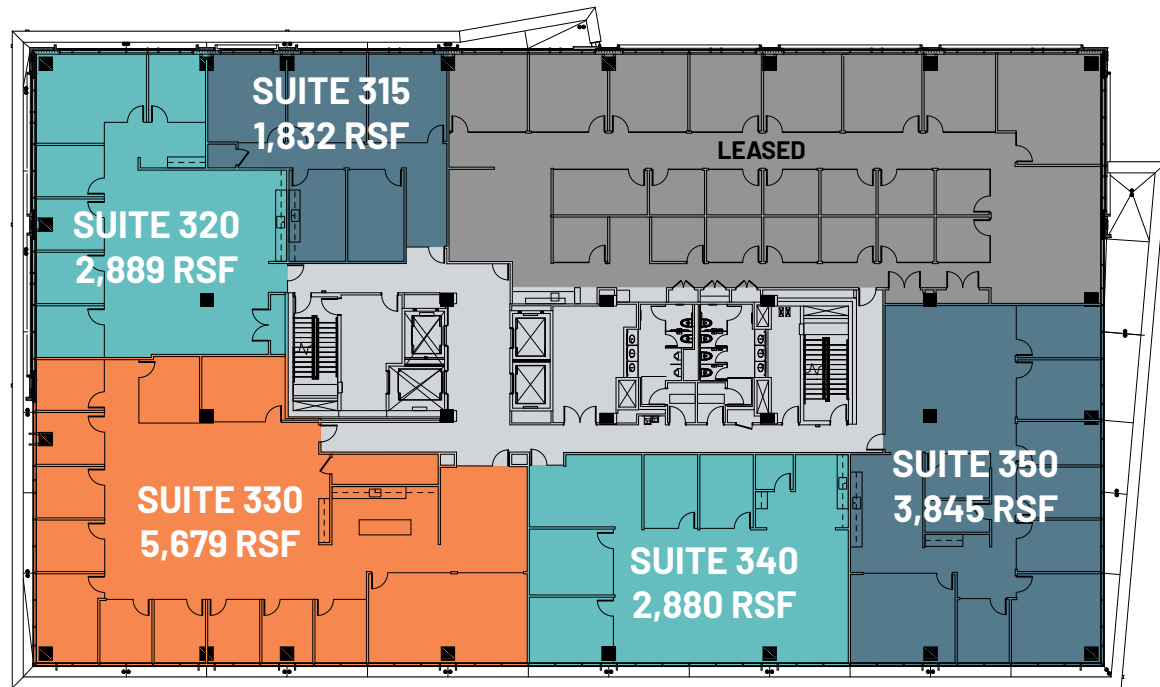 SUITE 315
1,832 RSF
LEASED
SUITE 320
2,889 RSF
SUITE 350
3,845 RSF
SUITE 330
5,679 RSF
SUITE 340
2,880 RSF